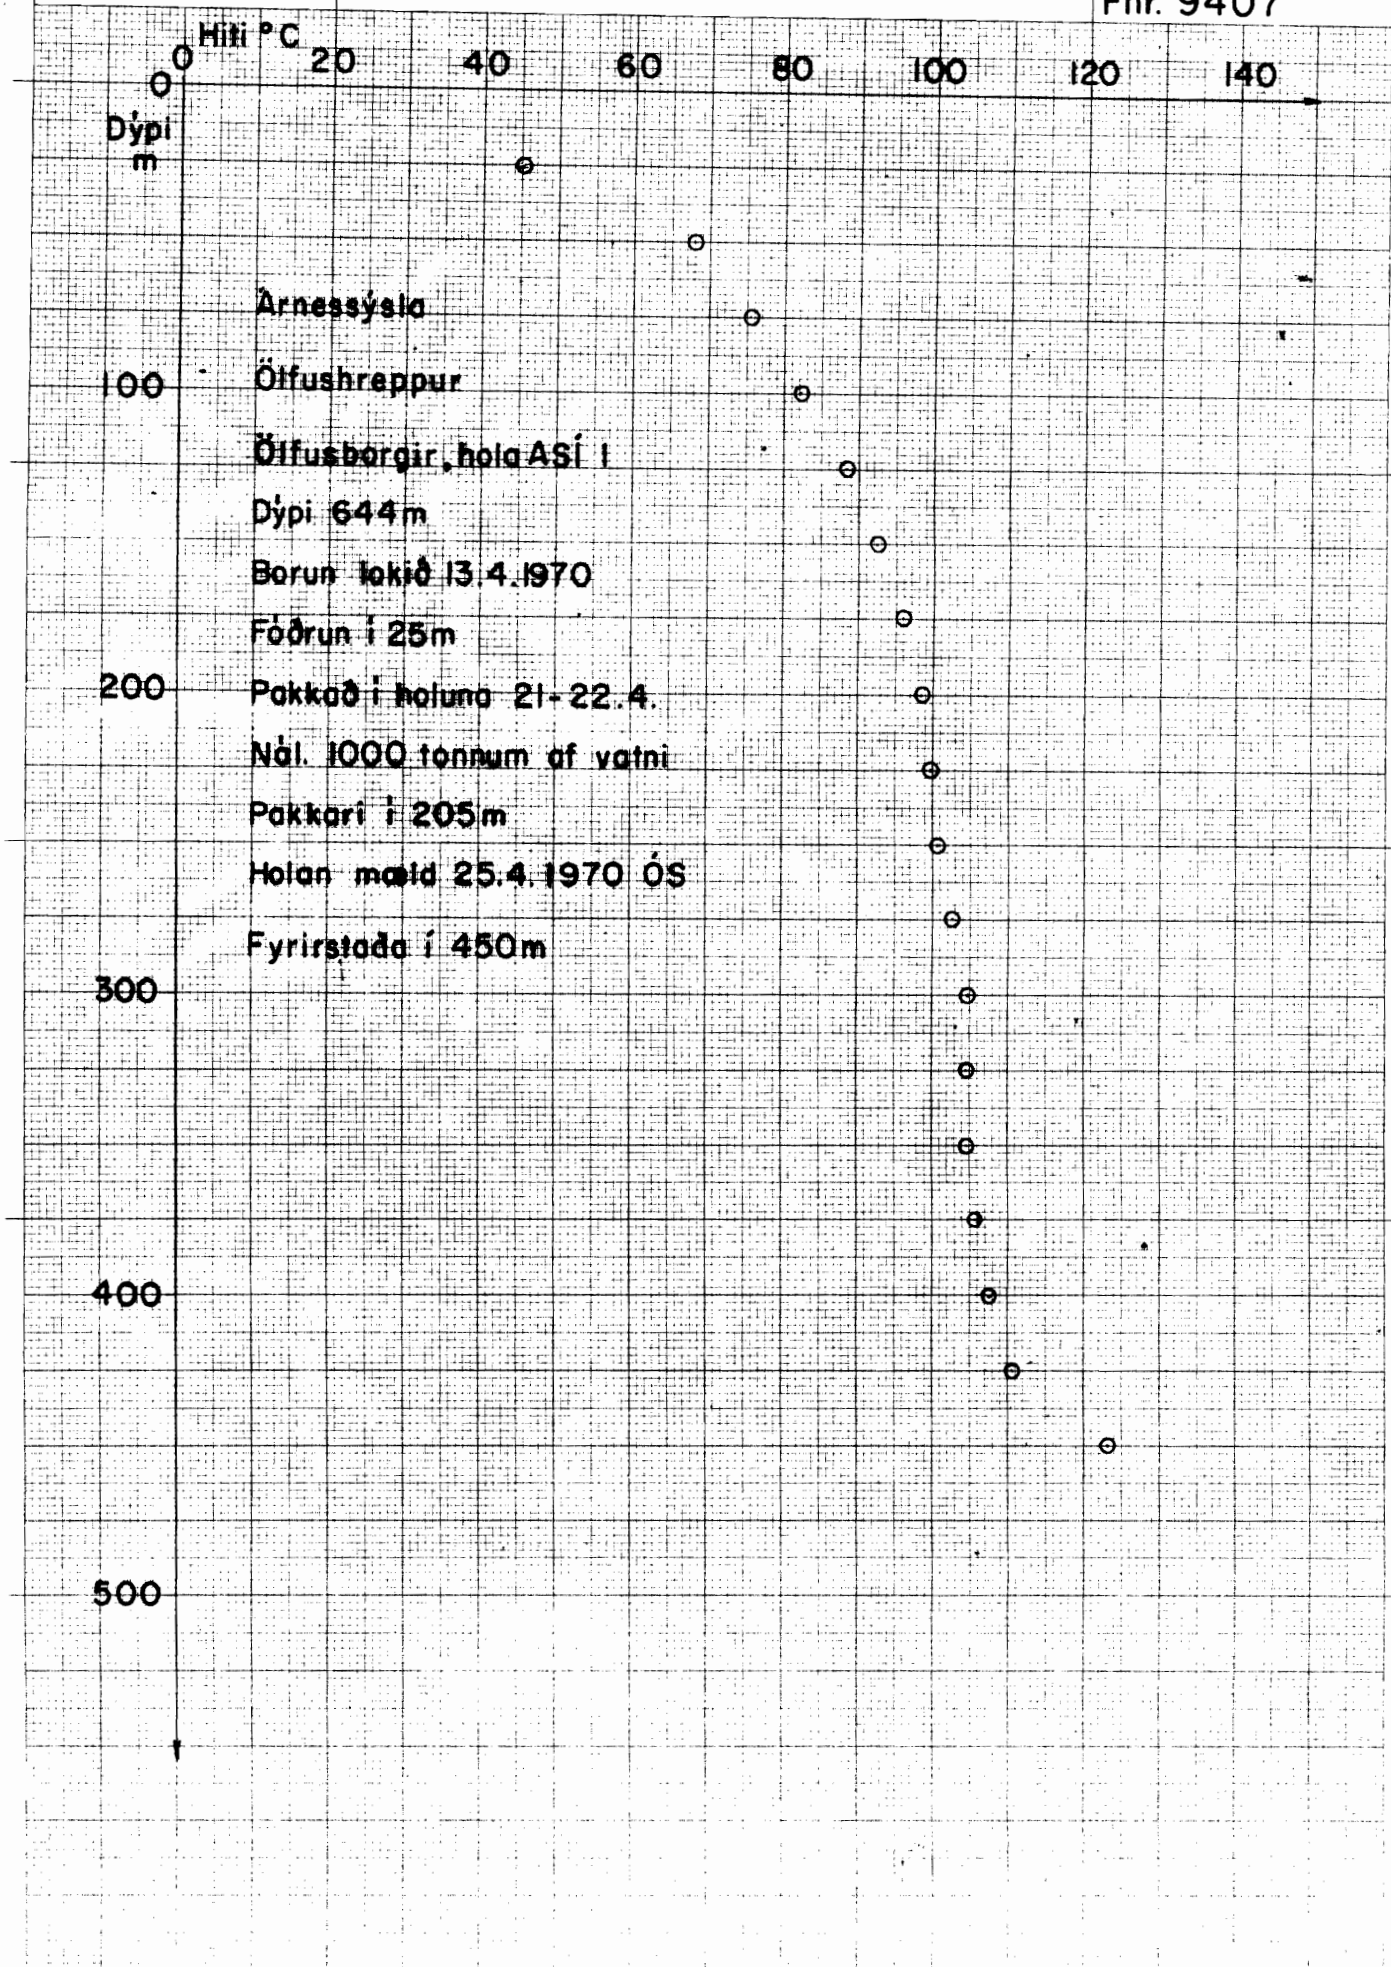 Fnr. 9407
Hiti °C
0 20 40 60 80 100 120 140
0
Dýpi
m
Árnessýsla
100
Ölfushreppur
Ölfusborgir, hola ASÍ 1
Dýpi 644m
Borun lokið 13.4.1970
Fóðrun í 25m
200
Pakkað í holuna 21-22.4.
Nál. 1000 tonnum af vatni
Pakkari í 205m
Holan mæld 25.4.1970 ÓS
Fyrirstaða í 450m
300
400
500